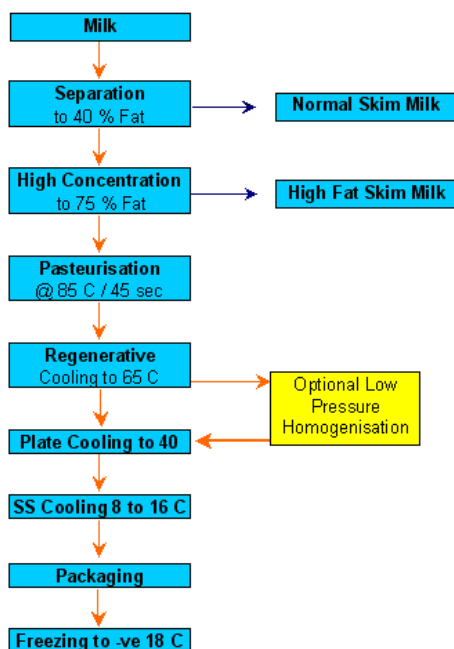 Milk
Separation
to 40 % Fat
Normal Skim Milk
High Concentration
to 75 % Fat
High Fat Skim Milk
Pasteurisation
@ 85 C / 45 sec
Regenerative
Cooling to 65 C
Optional Low
Pressure
Homogenisation
Plate Cooling to 40
SS Cooling 8 to 16 C
Packaging
Freezing to -ve 18 C